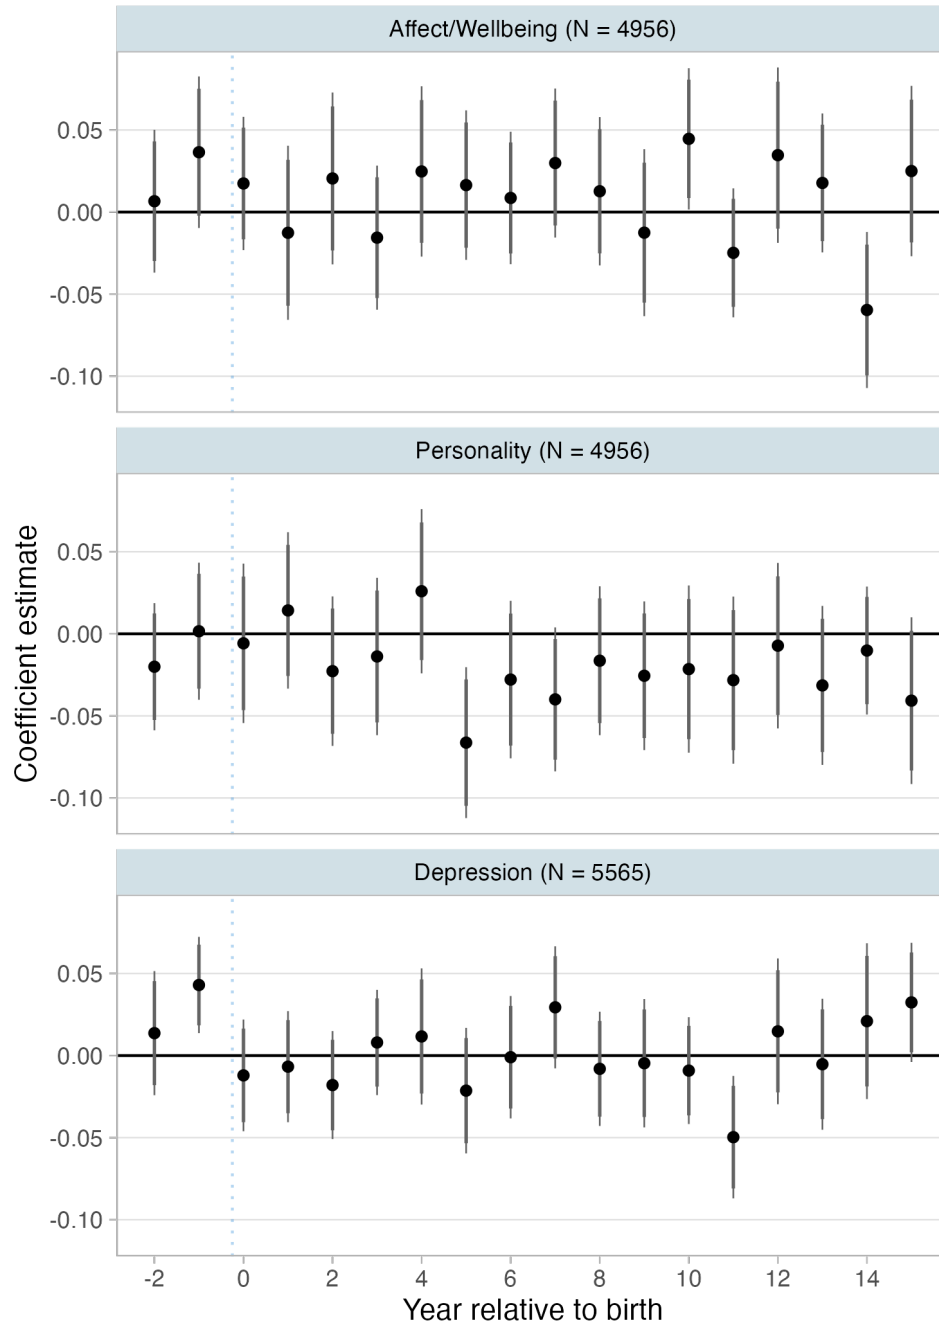 Affect/Wellbeing (N = 4956)
0.05
0.00
-0.05
-0.10
Personality (N = 4956)
0.05
0.00
-0.05
-0.10
Coefficient estimate
Depression (N = 5565)
0.05
0.00
-0.05
-0.10
-2 0 2 4 6 8 10 12 14
Year relative to birth